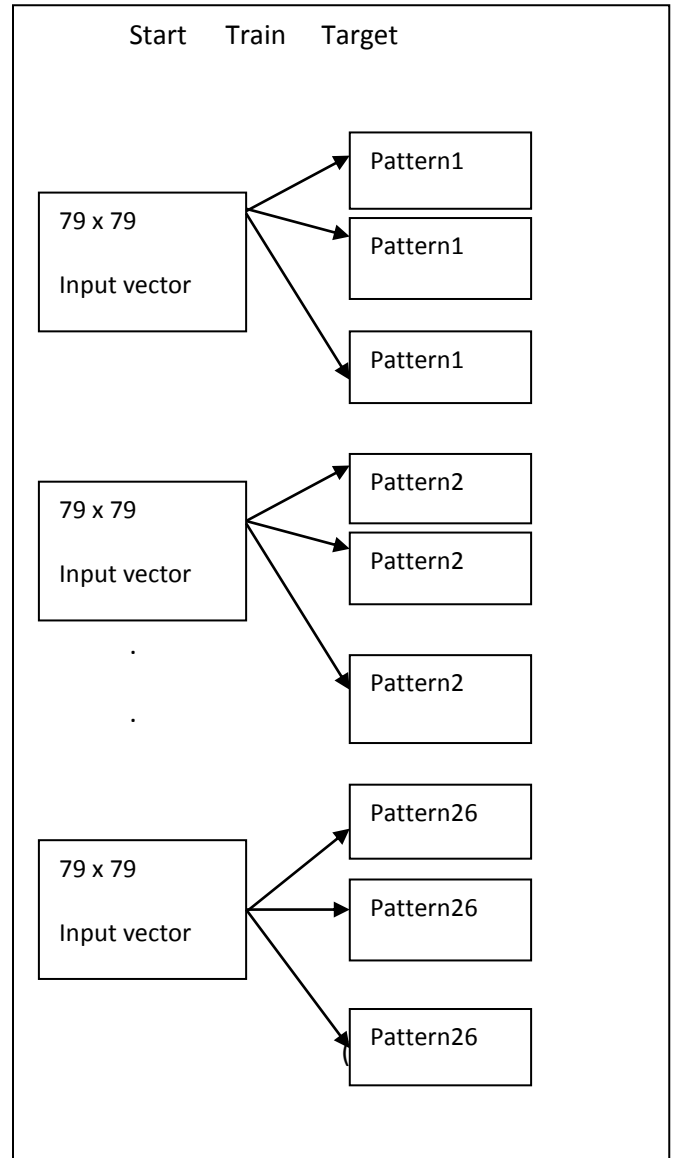 Start Train Target
Pattern1
79 x 79
Input vector
Pattern1
Pattern1
Pattern2
79 x 79
Input vector
Pattern2
.
Pattern2
.
Pattern26
79 x 79
Input vector
Pattern26
Pattern26
(